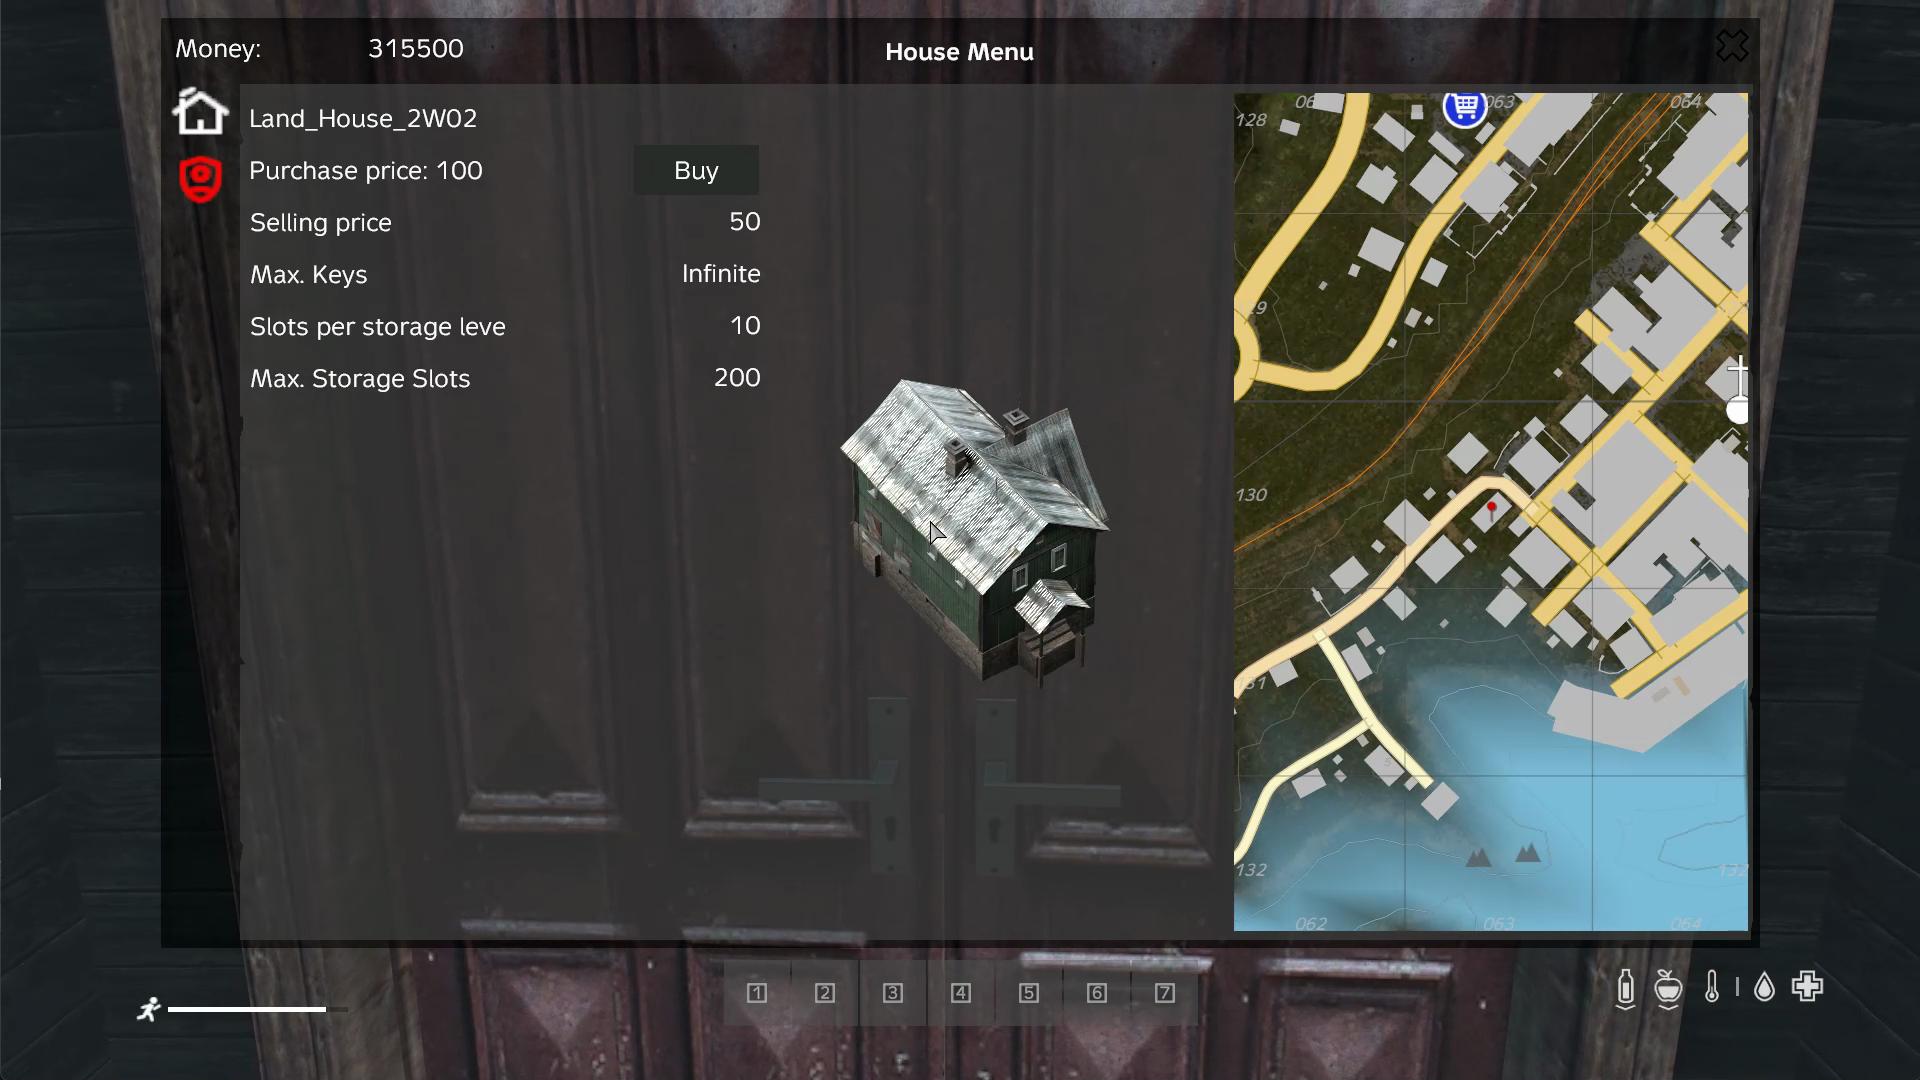 Money: 315500
House Menu
Land_House_2W02
Purchase price: 100 Buy
Selling price 50
Max. Keys Infinite
Slots per storage leve 10
Max. Storage Slots 200
063 064
128
130
132 132
062 063 064
1 2 3 4 5 6 7